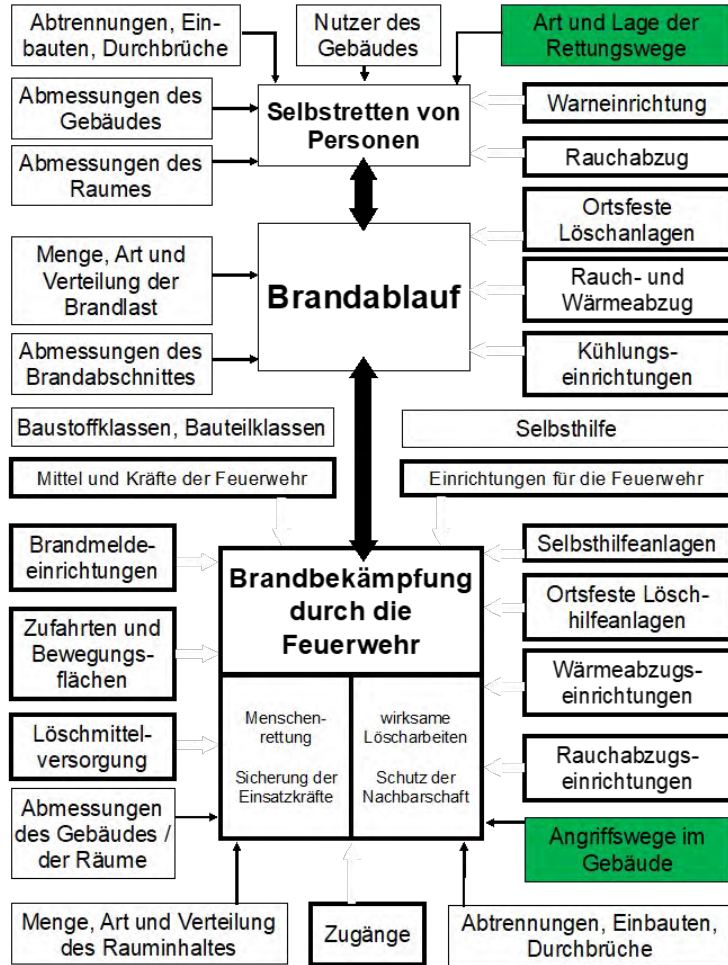 Abtrennungen, Ein-
bauten, Durchbrüche
Nutzer des
Gebäudes
Art und Lage der
Rettungswege
Abmessungen des
Gebäudes
Selbstretten von
Personen
Warneinrichtung
Abmessungen des
Raumes
Rauchabzug
Ortsfeste
Löschanlagen
Menge, Art und
Verteilung der
Brandlast
Brandablauf
Rauch- und
Wärmeabzug
Abmessungen des
Brandabschnittes
Kühlungs-
einrichtungen
Baustoffklassen, Bauteilklassen
Selbsthilfe
Mittel und Kräfte der Feuerwehr
Einrichtungen für die Feuerwehr
Brandmelde-
einrichtungen
Brandbekämpfung
durch die
Feuerwehr
Selbsthilfeanlagen
Ortsfeste Lösch-
hilfeanlagen
Zufahrten und
Bewegungs-
flächen
Wärmeabzugs-
einrichtungen
Löschmittel-
versorgung
Menschen-
rettung
Sicherung der
Einsatzkräfte
wirksame
Löscharbeiten
Schutz der
Nachbarschaft
Rauchabzugs-
einrichtungen
Abmessungen
des Gebäudes /
der Räume
Angriffswege im
Gebäude
Menge, Art und Verteilung
des Rauminhaltes
Zugänge
Abtrennungen, Einbauten,
Durchbrüche